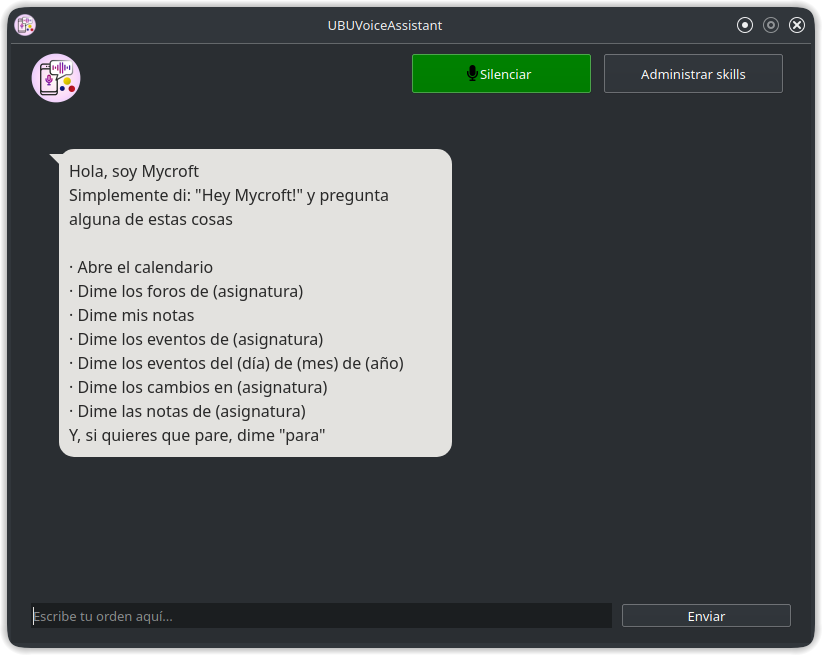 UBUVoiceAssistant
Silenciar
Administrar skills
Hola, soy Mycroft
Simplemente di: "Hey Mycroft!" y pregunta
alguna de estas cosas
· Abre el calendario
· Dime los foros de (asignatura)
· Dime mis notas
· Dime los eventos de (asignatura)
· Dime los eventos del (día) de (mes) de (año)
· Dime los cambios en (asignatura)
· Dime las notas de (asignatura)
Y, si quieres que pare, dime "para"
Escribe tu orden aquí...
Enviar